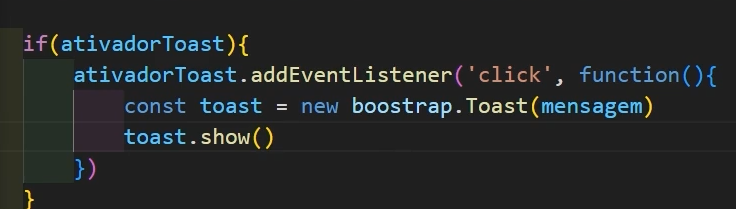 if(ativadorToast){
    ativadorToast.addEventListener('click', function(){
        const toast = new boostrap.Toast(mensagem)
        toast.show()
    })
}